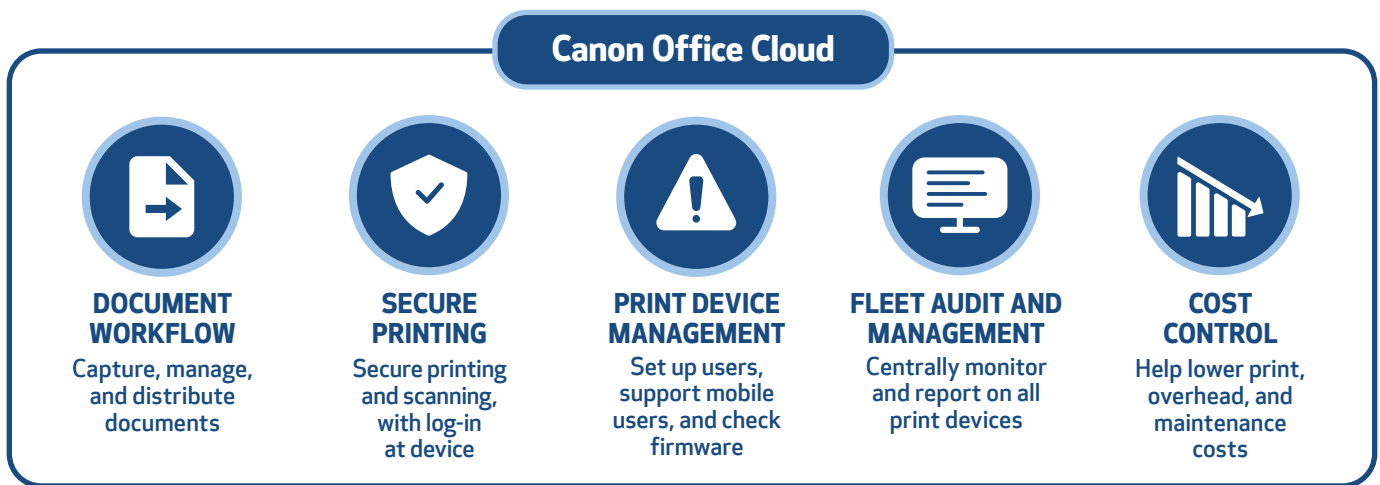 Canon Office Cloud
DOCUMENT
WORKFLOW
Capture, manage,
and distribute
documents
SECURE
PRINTING
Secure printing
and scanning,
with log-in
at device
PRINT DEVICE
MANAGEMENT
Set up users,
support mobile
users, and check
firmware
FLEET AUDIT AND
MANAGEMENT
Centrally monitor
and report on all
print devices
COST
CONTROL
Help lower print,
overhead, and
maintenance
costs